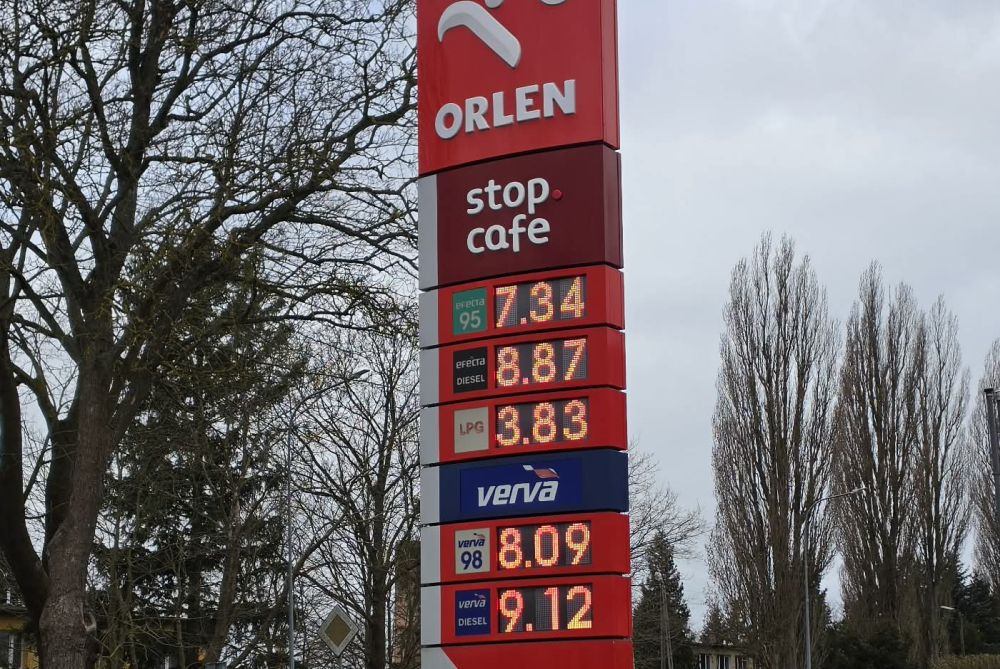 ORLEN
stop
cafe
efecta
95
7.34
efecta
DIESEL
8.87
LPG
3.83
verva
verva
98
8.09
verva
DIESEL
9.12